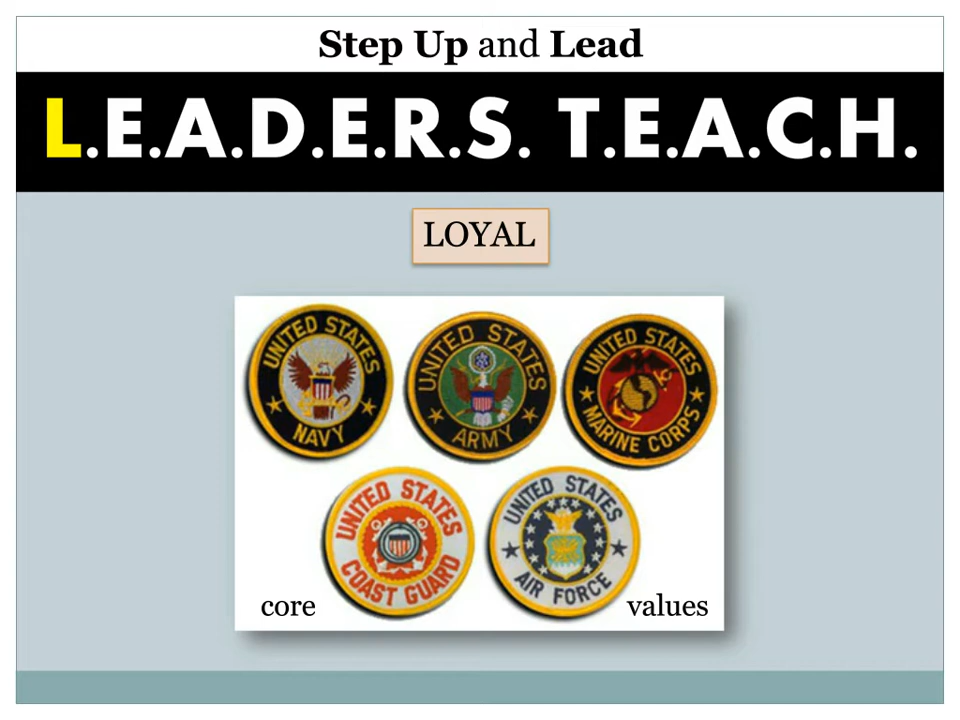 Step Up and Lead
L.E.A.D.E.R.S. T.E.A.C.H.
LOYAL
UNITED STATES
NAVY
UNITED STATES
ARMY
UNITED STATES
MARINE CORPS
UNITED STATES
COAST GUARD
UNITED STATES
AIR FORCE
core
values